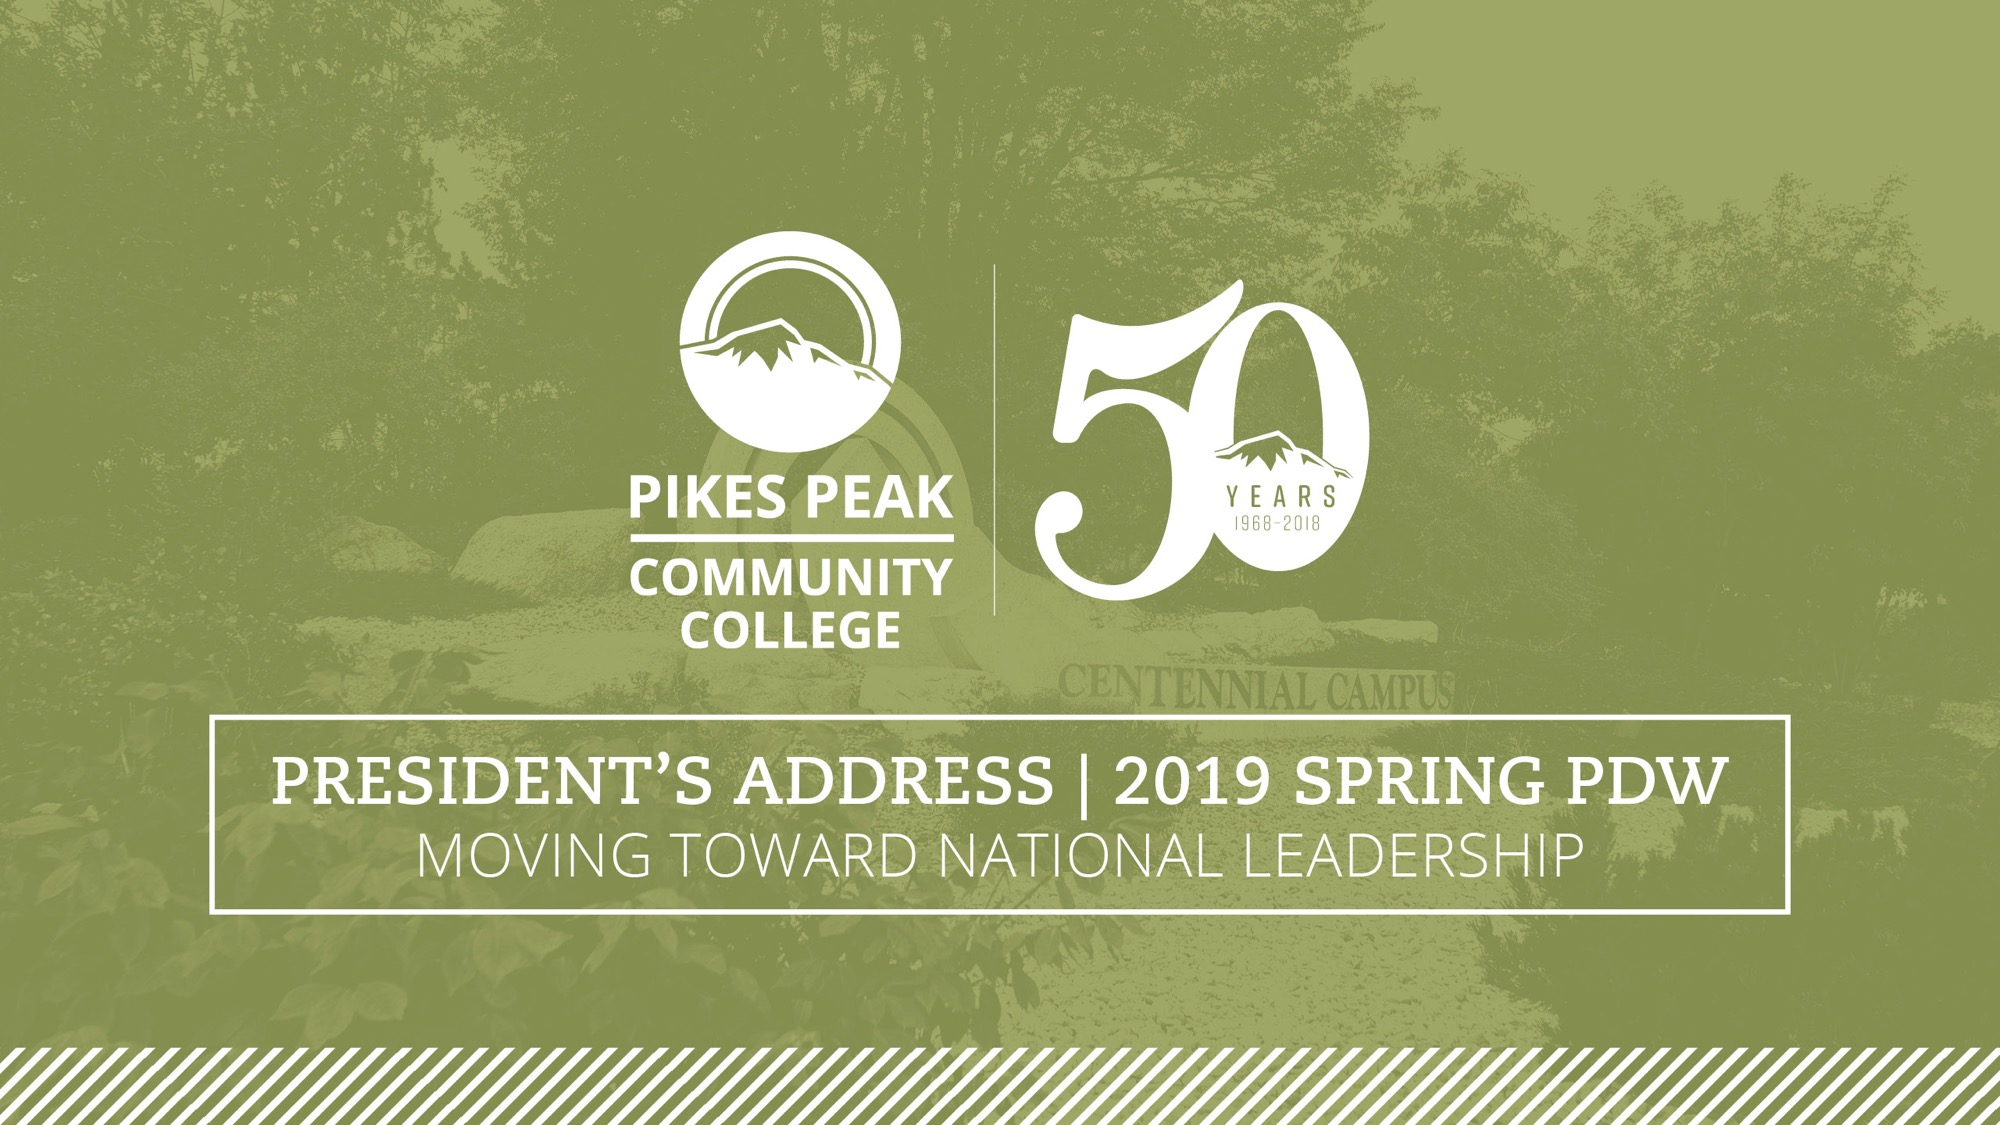 PIKES PEAK
COMMUNITY
COLLEGE
50
YEARS
1968-2018
CENTENNIAL CAMPUS
PRESIDENT’S ADDRESS | 2019 SPRING PDW
MOVING TOWARD NATIONAL LEADERSHIP